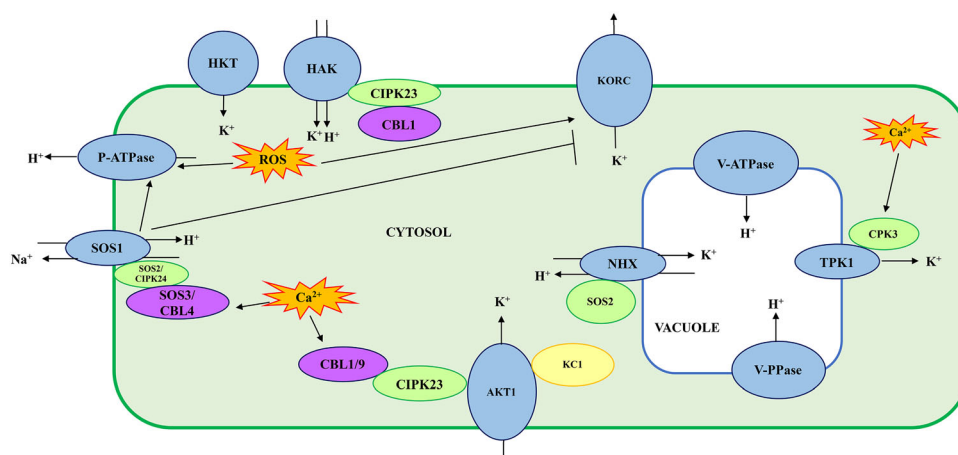 HKT
K⁺
HAK
K⁺ H⁺
CIPK23
CBL1
KORC
K⁺
Ca²⁺
H⁺
P-ATPase
ROS
V-ATPase
H⁺
CPK3
TPK1
K⁺
CYTOSOL
SOS1
H⁺
Na⁺
SOS2/
CIPK24
SOS3/
CBL4
Ca²⁺
NHX
K⁺
H⁺
SOS2
VACUOLE
H⁺
V-PPase
K⁺
CBL1/9
CIPK23
AKT1
KC1